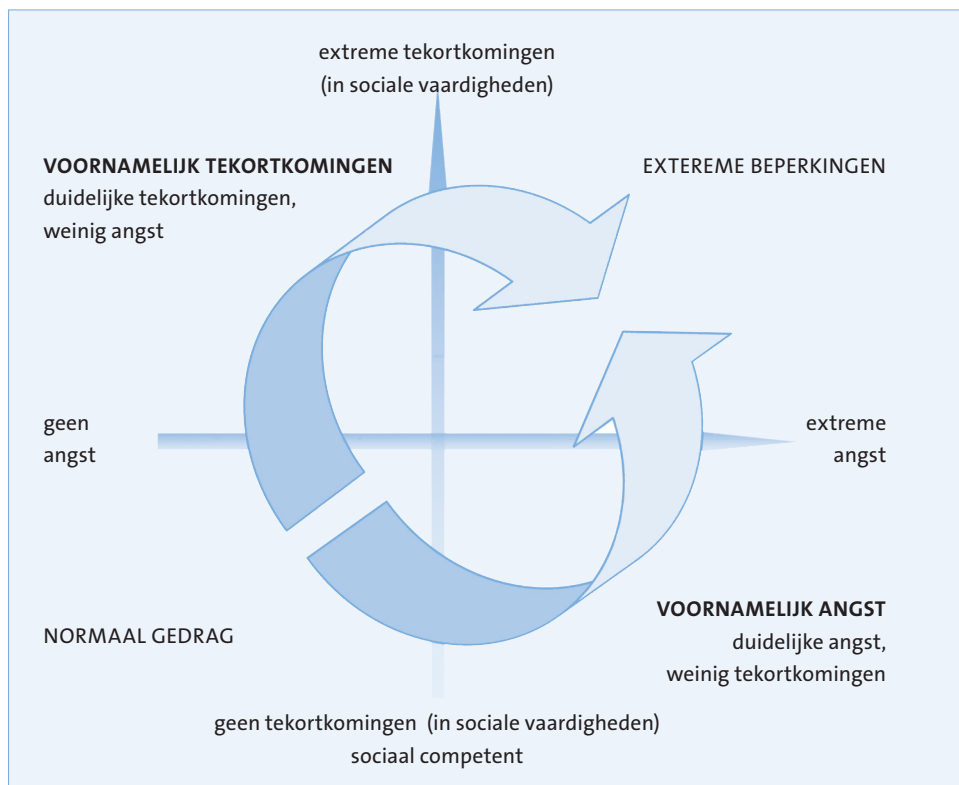 extreme tekortkomingen
(in sociale vaardigheden)
VOORNAMELIJK TEKORTKOMINGEN
duidelijke tekortkomingen,
weinig angst
EXTEREME BEPERKINGEN
geen
angst
extreme
angst
NORMAAL GEDRAG
VOORNAMELIJK ANGST
duidelijke angst,
weinig tekortkomingen
geen tekortkomingen (in sociale vaardigheden)
sociaal competent